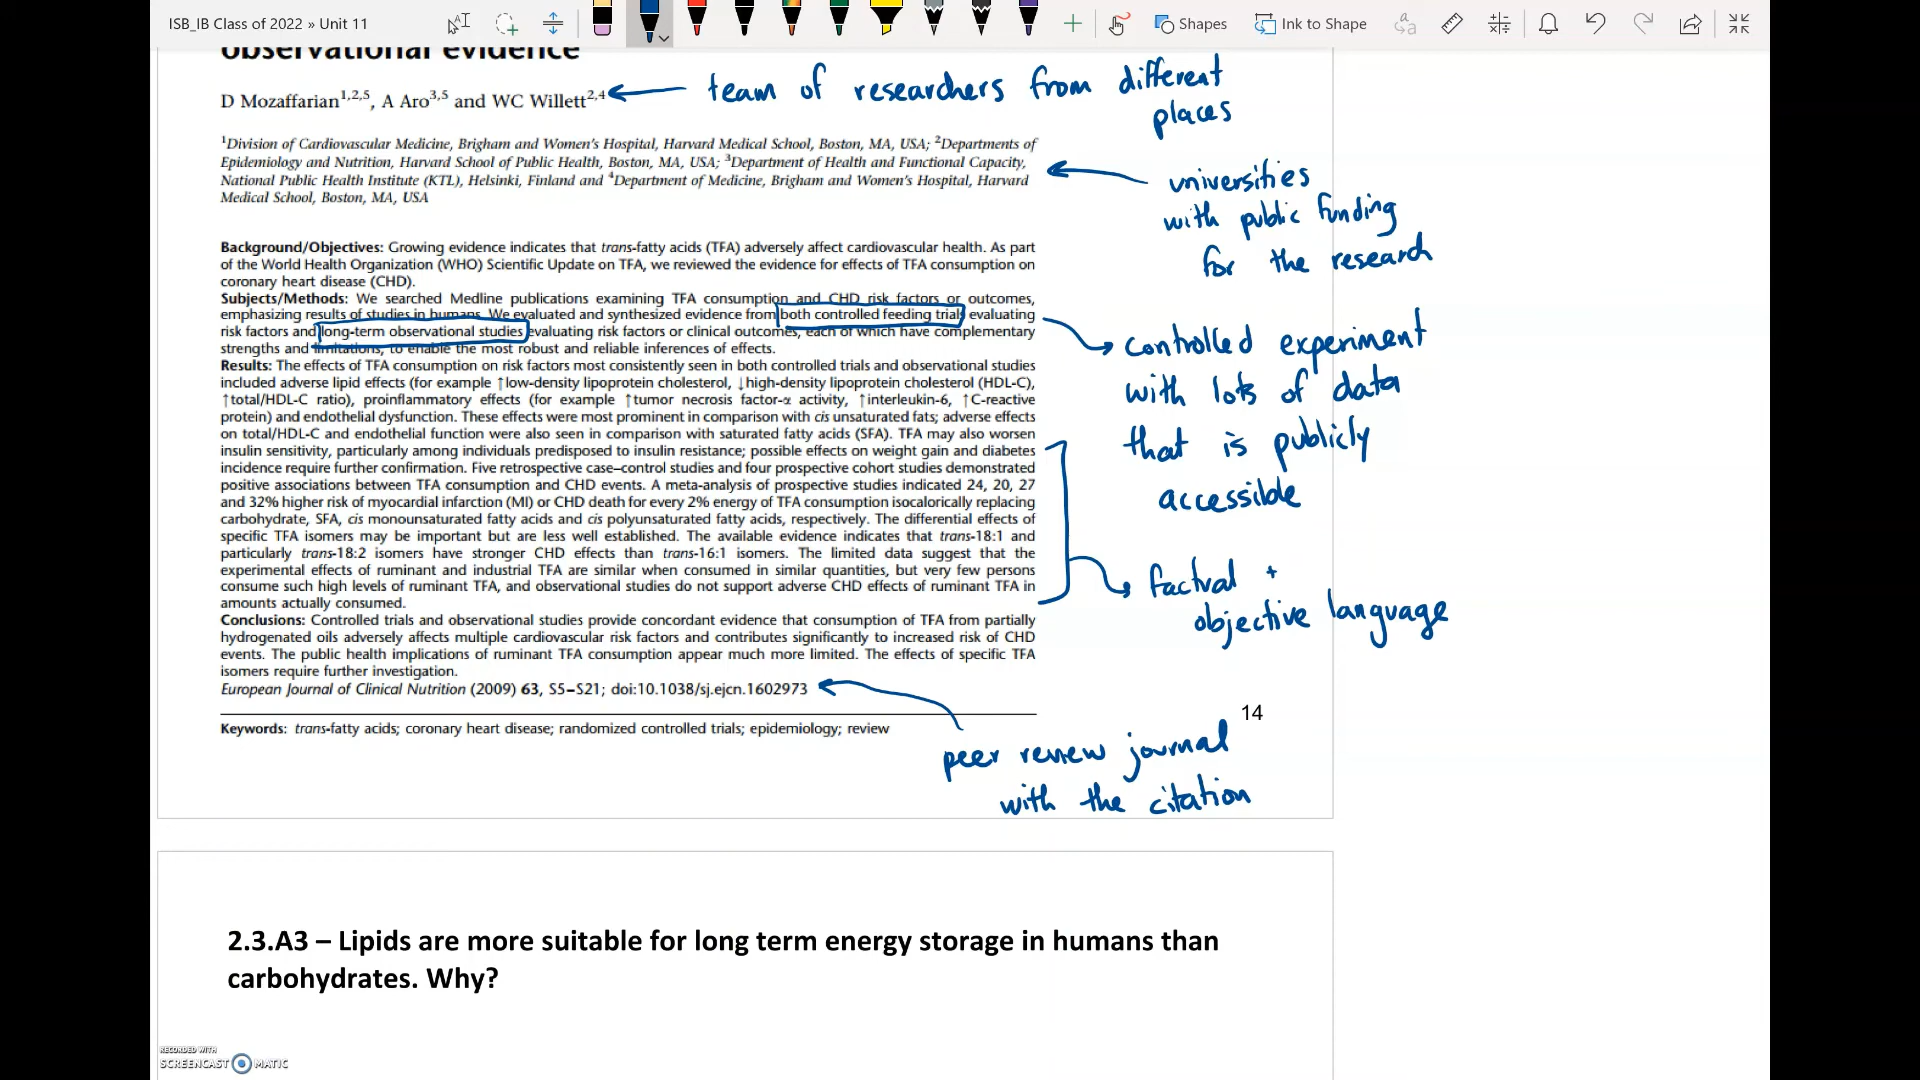 ISB_IB Class of 2022 » Unit 11
Shapes
Ink to Shape
observational evidence
D Mozaffarian1,2,5, A Aro3,5 and WC Willett2,4
team of researchers from different
places
1Division of Cardiovascular Medicine, Brigham and Women's Hospital, Harvard Medical School, Boston, MA, USA; 2Departments of
Epidemiology and Nutrition, Harvard School of Public Health, Boston, MA, USA; 3Department of Health and Functional Capacity,
National Public Health Institute (KTL), Helsinki, Finland and 4Department of Medicine, Brigham and Women's Hospital, Harvard
Medical School, Boston, MA, USA
universities
with public funding
for the research
Background/Objectives: Growing evidence indicates that trans-fatty acids (TFA) adversely affect cardiovascular health. As part
of the World Health Organization (WHO) Scientific Update on TFA, we reviewed the evidence for effects of TFA consumption on
coronary heart disease (CHD).
Subjects/Methods: We searched Medline publications examining TFA consumption and CHD risk factors or outcomes,
emphasizing results of studies in humans. We evaluated and synthesized evidence from both controlled feeding trials evaluating
risk factors and long-term observational studies evaluating risk factors or clinical outcomes, each of which have complementary
strengths and limitations, to enable the most robust and reliable inferences of effects.
Results: The effects of TFA consumption on risk factors most consistently seen in both controlled trials and observational studies
included adverse lipid effects (for example ↑low-density lipoprotein cholesterol, ↓high-density lipoprotein cholesterol (HDL-C),
↑total/HDL-C ratio), proinflammatory effects (for example ↑tumor necrosis factor-α activity, ↑interleukin-6, ↑C-reactive
protein) and endothelial dysfunction. These effects were most prominent in comparison with cis unsaturated fats; adverse effects
on total/HDL-C and endothelial function were also seen in comparison with saturated fatty acids (SFA). TFA may also worsen
insulin sensitivity, particularly among individuals predisposed to insulin resistance; possible effects on weight gain and diabetes
incidence require further confirmation. Five retrospective case–control studies and four prospective cohort studies demonstrated
positive associations between TFA consumption and CHD events. A meta-analysis of prospective studies indicated 24, 20, 27
and 32% higher risk of myocardial infarction (MI) or CHD death for every 2% energy of TFA consumption isocalorically replacing
carbohydrate, SFA, cis monounsaturated fatty acids and cis polyunsaturated fatty acids, respectively. The differential effects of
specific TFA isomers may be important but are less well established. The available evidence indicates that trans-18:1 and
particularly trans-18:2 isomers have stronger CHD effects than trans-16:1 isomers. The limited data suggest that the
experimental effects of ruminant and industrial TFA are similar when consumed in similar quantities, but very few persons
consume such high levels of ruminant TFA, and observational studies do not support adverse CHD effects of ruminant TFA in
amounts actually consumed.
Conclusions: Controlled trials and observational studies provide concordant evidence that consumption of TFA from partially
hydrogenated oils adversely affects multiple cardiovascular risk factors and contributes significantly to increased risk of CHD
events. The public health implications of ruminant TFA consumption appear much more limited. The effects of specific TFA
isomers require further investigation.
European Journal of Clinical Nutrition (2009) 63, S5–S21; doi:10.1038/sj.ejcn.1602973
controlled experiment
with lots of data
that is publicly
accessible
factual +
objective language
Keywords: trans-fatty acids; coronary heart disease; randomized controlled trials; epidemiology; review
14
peer review journal
with the citation
2.3.A3 – Lipids are more suitable for long term energy storage in humans than
carbohydrates. Why?
RECORDED WITH
SCREENCAST MATIC